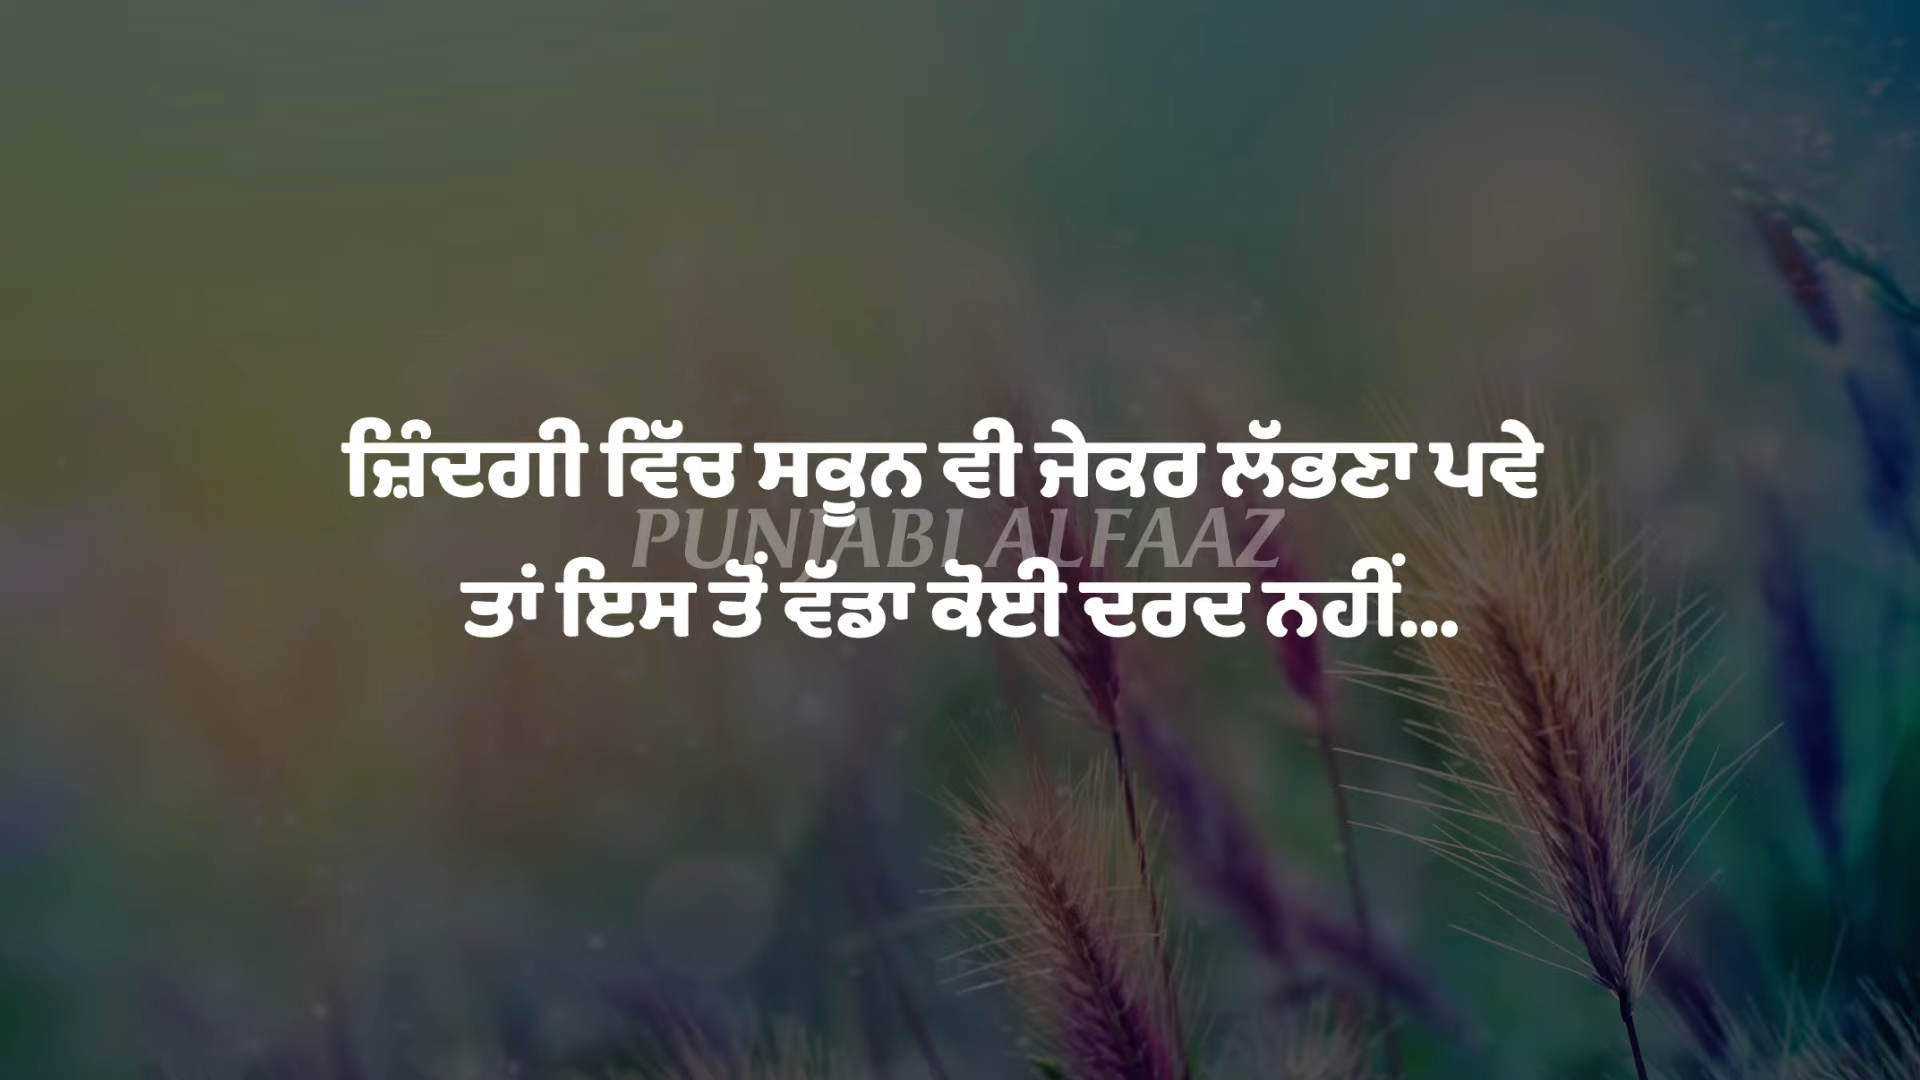 ਜ਼ਿੰਦਗੀ ਵਿੱਚ ਸਕੂਨ ਵੀ ਜੇਕਰ ਲੱਭਣਾ ਪਵੇ
PUNJABI ALFAAZ
ਤਾਂ ਇਸ ਤੋਂ ਵੱਡਾ ਕੋਈ ਦਰਦ ਨਹੀਂ...